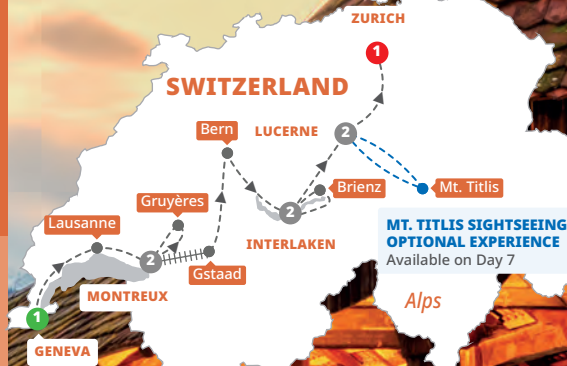 ZURICH
1
SWITZERLAND
Bern
LUCERNE
2
Gruyères
Brienz
Mt. Titlis
Lausanne
2
MT. TITLIS SIGHTSEEING
OPTIONAL EXPERIENCE
Available on Day 7
INTERLAKEN
2
Gstaad
MONTREUX
Alps
1
GENEVA